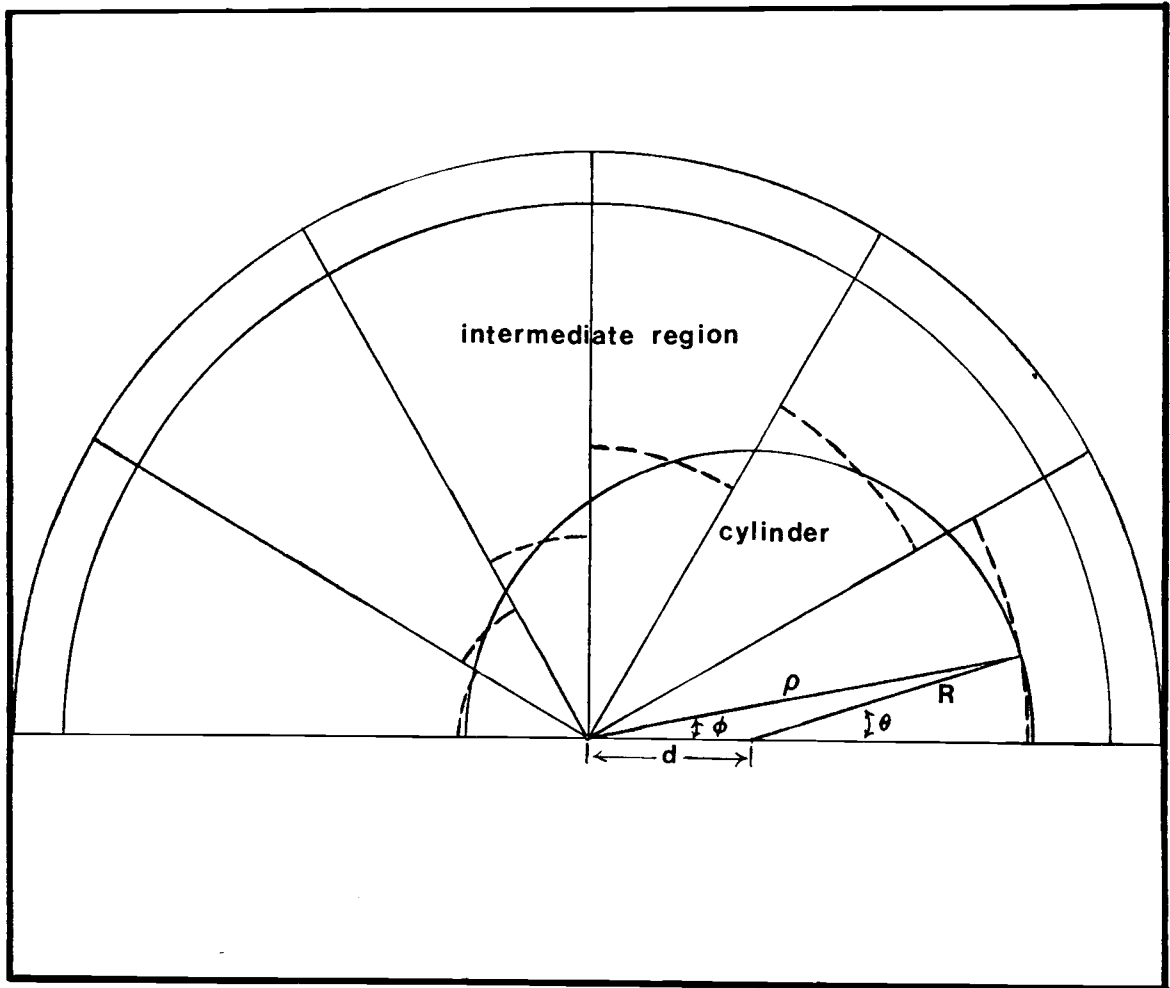 intermediate region
cylinder
ρ
R
ϕ
θ
d